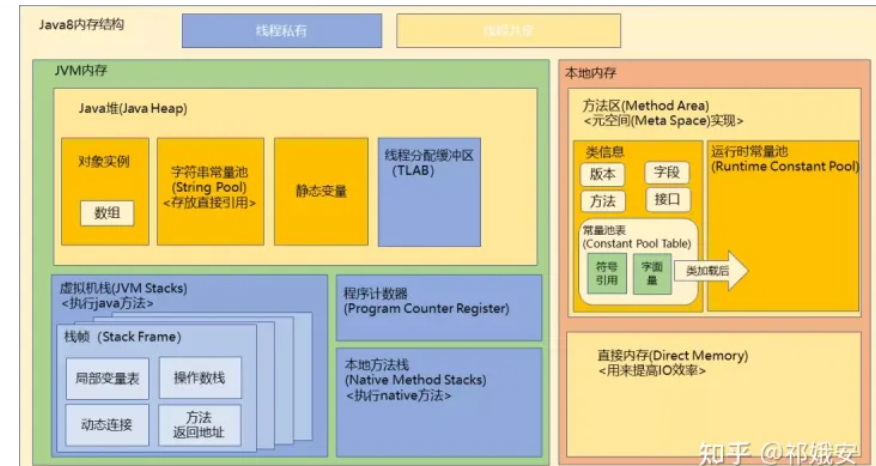 Java8内存结构
线程私有
线程共享
JVM内存
Java堆(Java Heap)
对象实例
数组
字符串常量池
(String Pool)
<存放直接引用>
静态变量
线程分配缓冲区
(TLAB)
虚拟机栈(JVM Stacks)
<执行java方法>
栈帧（Stack Frame）
局部变量表
操作数栈
动态连接
方法
返回地址
程序计数器
(Program Counter Register)
本地方法栈
(Native Method Stacks)
<执行native方法>
本地内存
方法区(Method Area)
<元空间(Meta Space)实现>
类信息
版本
字段
方法
接口
常量池表
(Constant Pool Table)
符号
引用
字面
量
类加载后
运行时常量池
(Runtime Constant Pool)
直接内存(Direct Memory)
<用来提高IO效率>
知乎 @祁娥安